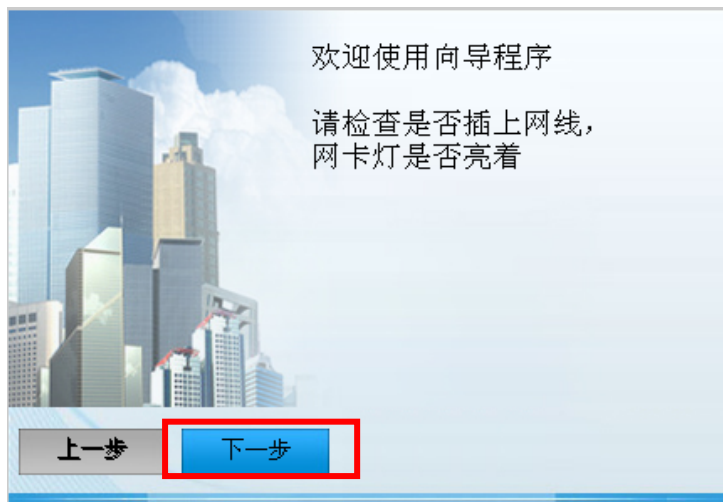 欢迎使用向导程序
请检查是否插上网线，
网卡灯是否亮着
上一步
下一步